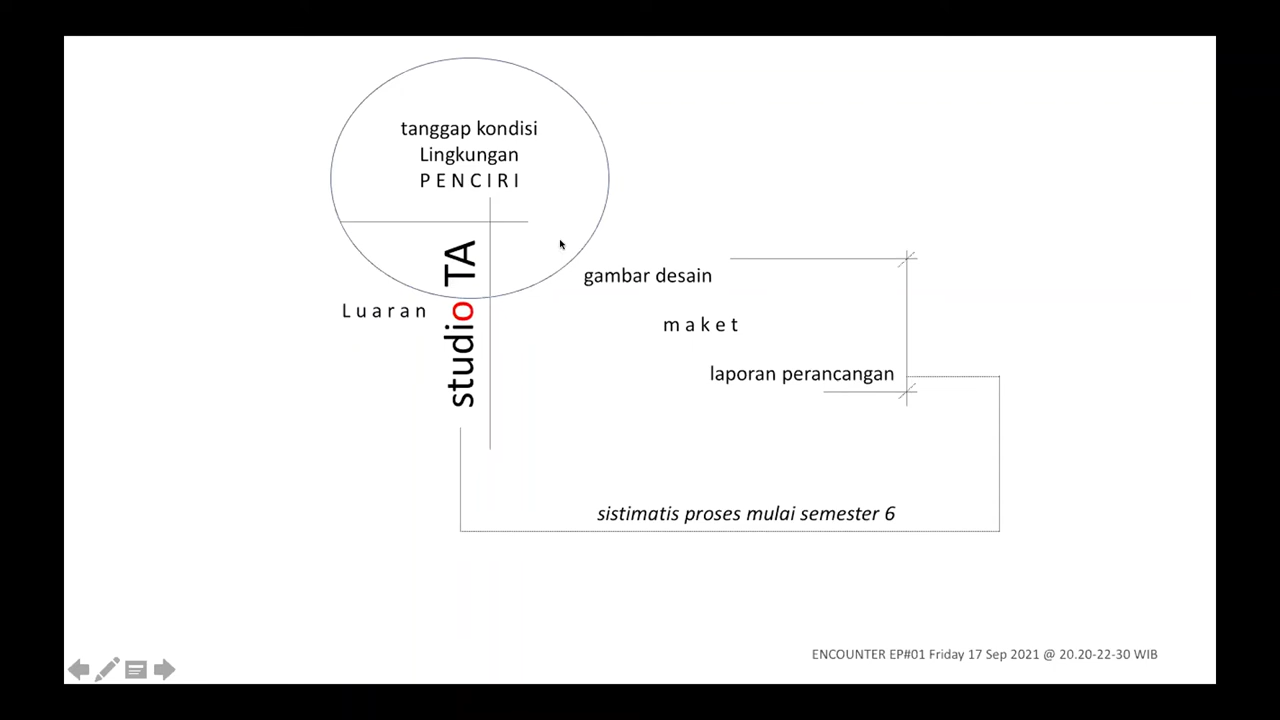 tanggap kondisi
Lingkungan
P E N C I R I
studio TA
L u a r a n
gambar desain
m a k e t
laporan perancangan
sistimatis proses mulai semester 6
ENCOUNTER EP#01 Friday 17 Sep 2021 @ 20.20-22-30 WIB